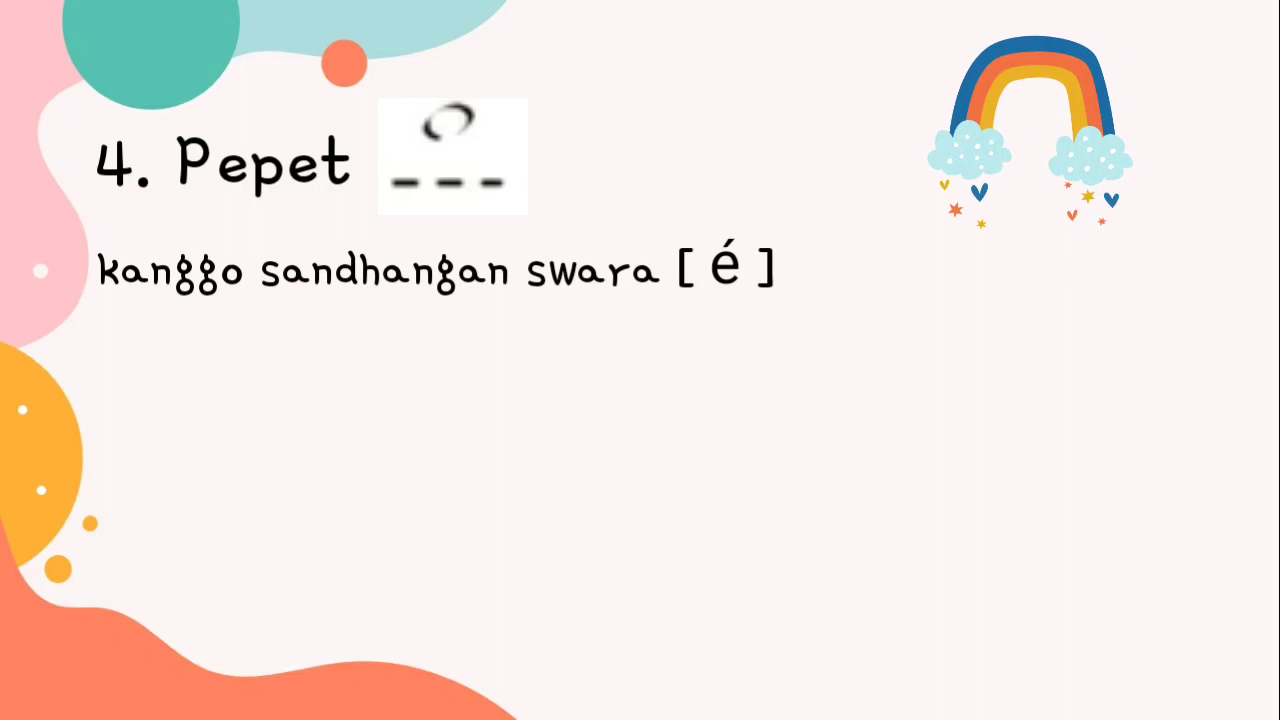 4. Pepet ꦼ
kanggo sandhangan swara [ é ]